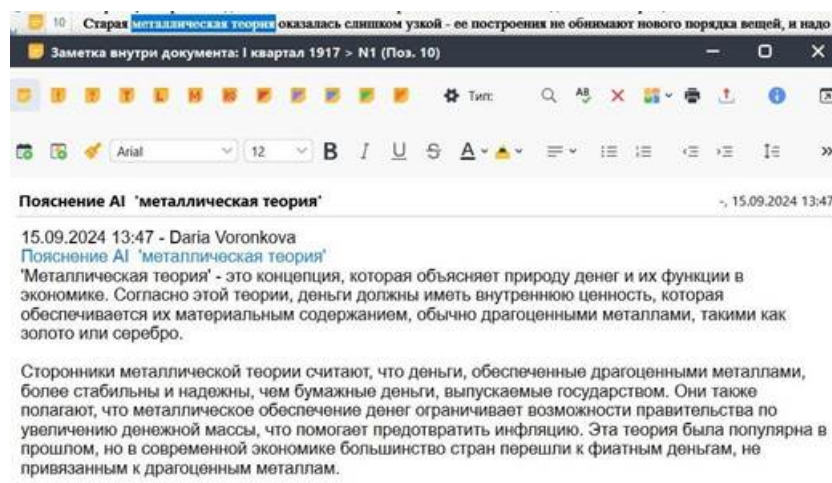 10 Старая металлическая теория оказалась слишком узкой - ее построения не обнимают нового порядка вещей, и надо
Заметка внутри документа: I квартал 1917 > N1 (Поз. 10)
Тип:
Arial 12 B I U S A
Пояснение AI 'металлическая теория' -, 15.09.2024 13:47
15.09.2024 13:47 - Daria Voronkova
Пояснение AI 'металлическая теория'
'Металлическая теория' - это концепция, которая объясняет природу денег и их функции в
экономике. Согласно этой теории, деньги должны иметь внутреннюю ценность, которая
обеспечивается их материальным содержанием, обычно драгоценными металлами, такими как
золото или серебро.
Сторонники металлической теории считают, что деньги, обеспеченные драгоценными металлами,
более стабильны и надежны, чем бумажные деньги, выпускаемые государством. Они также
полагают, что металлическое обеспечение денег ограничивает возможности правительства по
увеличению денежной массы, что помогает предотвратить инфляцию. Эта теория была популярна в
прошлом, но в современной экономике большинство стран перешли к фиатным деньгам, не
привязанным к драгоценным металлам.